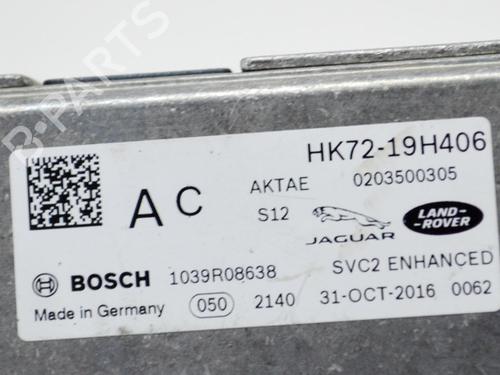 B-PARTS
HK72-19H406
AKTAE 0203500305
A C
S12 JAGUAR LAND-ROVER
BOSCH 1039R08638 SVC2 ENHANCED
Made in Germany 050 2140 31-OCT-2016 0062